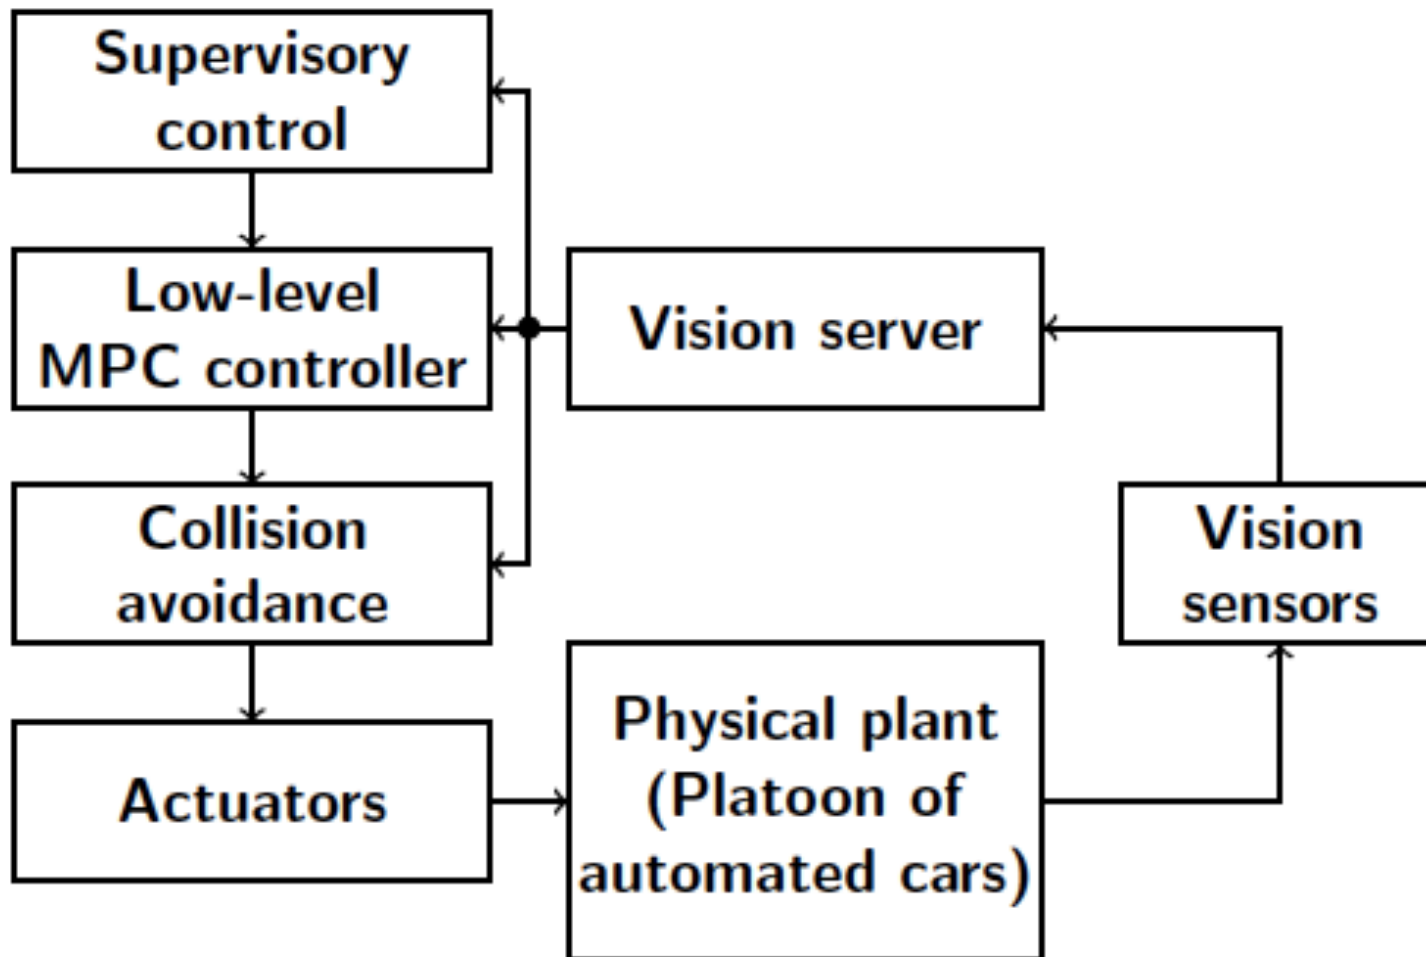 Supervisory
control
Low-level
MPC controller
Vision server
Collision
avoidance
Vision
sensors
Actuators
Physical plant
(Platoon of
automated cars)